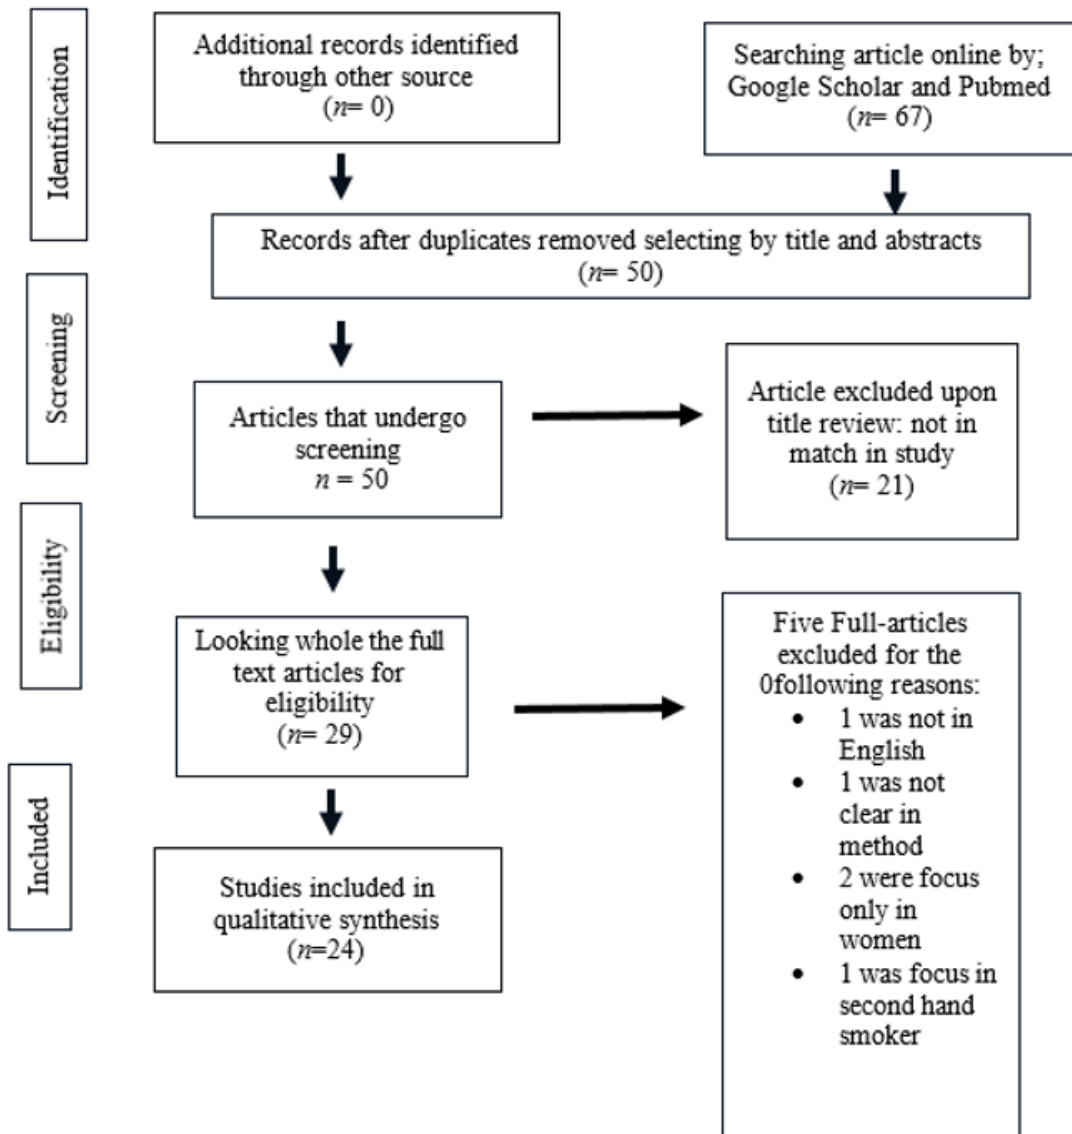 Identification
Additional records identified
through other source
(n= 0)
Searching article online by;
Google Scholar and Pubmed
(n= 67)
Records after duplicates removed selecting by title and abstracts
(n= 50)
Screening
Articles that undergo
screening
n = 50
Article excluded upon
title review: not in
match in study
(n= 21)
Eligibility
Looking whole the full
text articles for
eligibility
(n= 29)
Five Full-articles
excluded for the
0following reasons:
• 1 was not in
English
• 1 was not
clear in
method
• 2 were focus
only in
women
• 1 was focus in
second hand
smoker
Included
Studies included in
qualitative synthesis
(n=24)